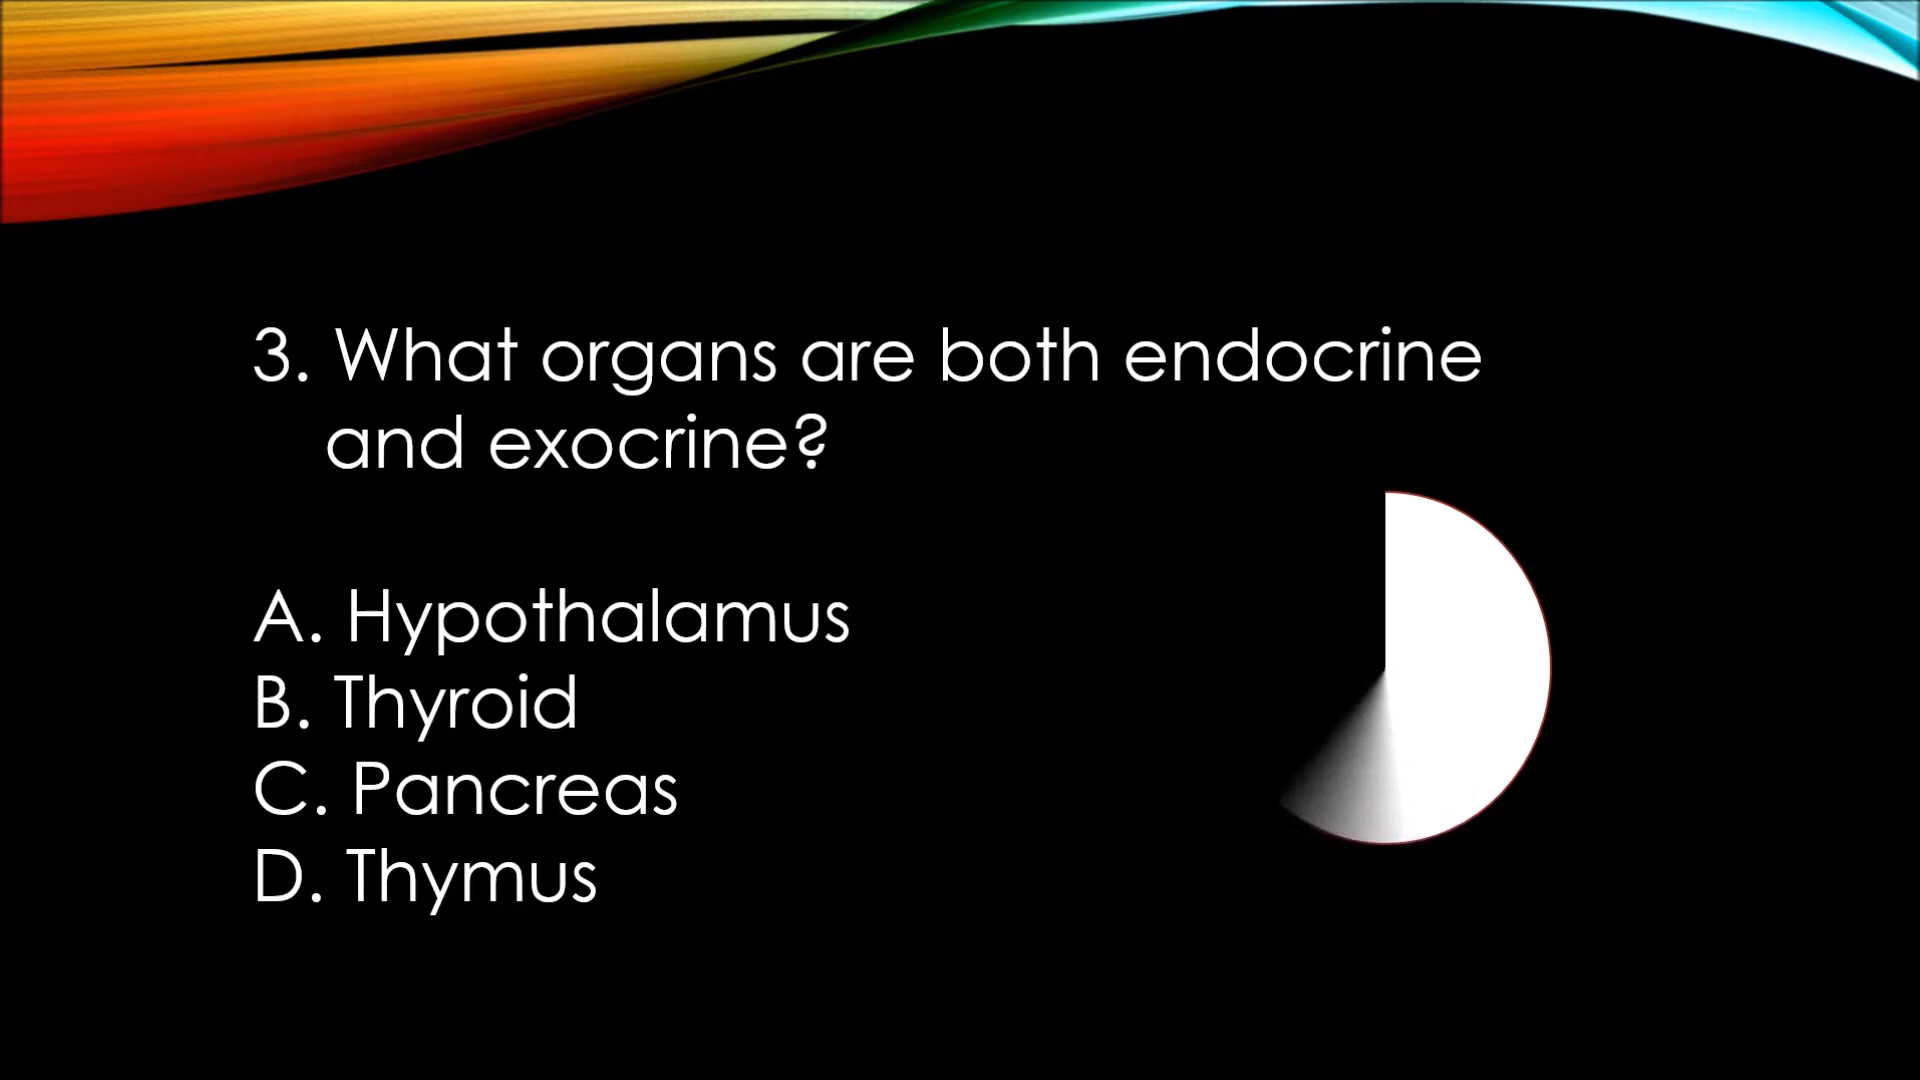 3. What organs are both endocrine
and exocrine?
A. Hypothalamus
B. Thyroid
C. Pancreas
D. Thymus